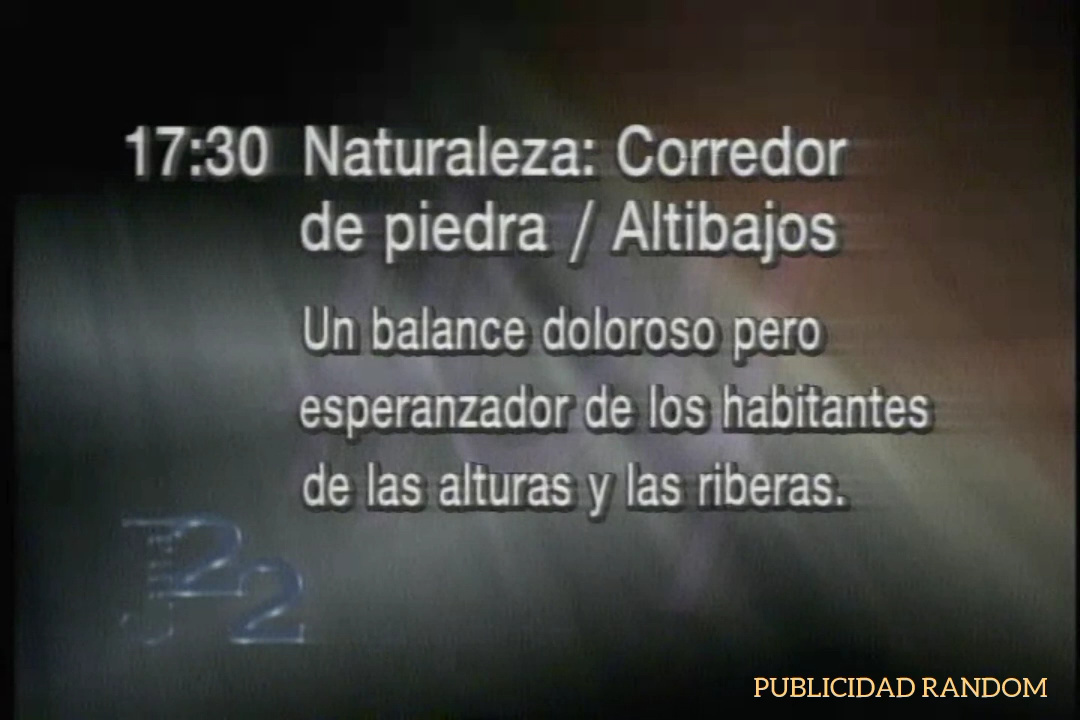 17:30 Naturaleza: Corredor
de piedra / Altibajos
Un balance doloroso pero
esperanzador de los habitantes
de las alturas y las riberas.
22
PUBLICIDAD RANDOM